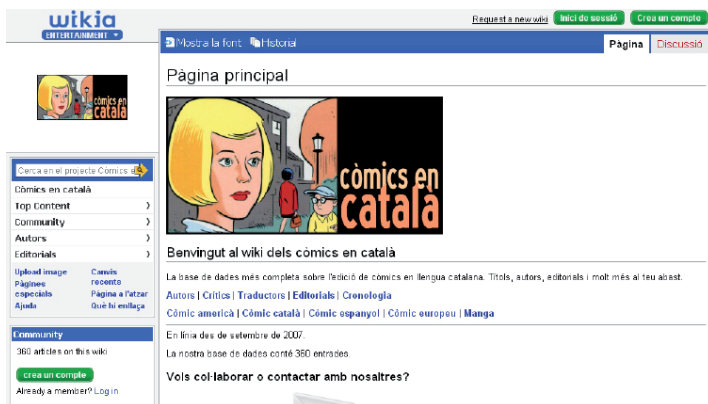 wikia
ENTERTAINMENT
Request a new wiki Inici de sessió Crea un compte
Mostra la font Historial
Pàgina Discussió
còmics en
català
Pàgina principal
còmics en
català
Cerca en el projecte Còmics e
Còmics en català
Top Content
Community
Autors
Editorials
Upload image
Pàgines especials
Ajuda
Canvis recents
Pàgina a l'atzar
Què hi enllaça
Community
360 articles on this wiki
crea un compte
Already a member? Log in
Benvingut al wiki dels còmics en català
La base de dades més completa sobre l'edició de còmics en llengua catalana. Títols, autors, editorials i molt més al teu abast.
Autors | Crítics | Traductors | Editorials | Cronologia
Còmic americà | Còmic català | Còmic espanyol | Còmic europeu | Manga
En línia des de setembre de 2007.
La nostra base de dades conté 360 entrades.
Vols col·laborar o contactar amb nosaltres?